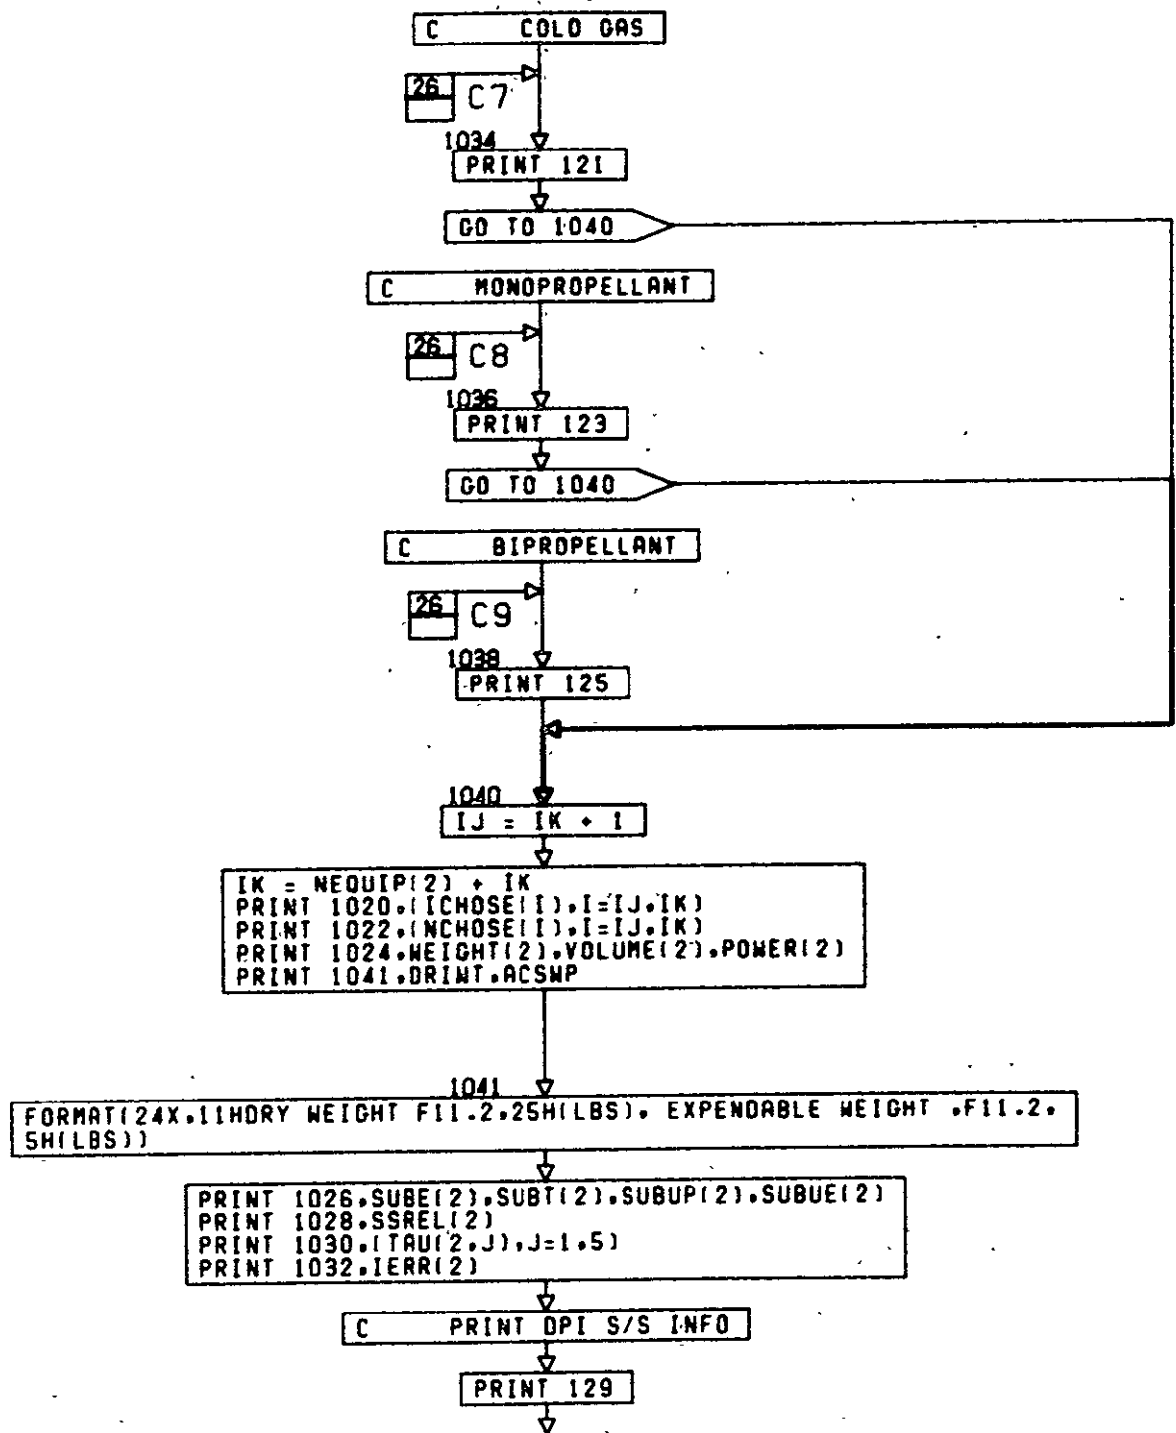 C COLD GAS
26 C7
1034
PRINT 121
GO TO 1040
C MONOPROPELLANT
26 C8
1036
PRINT 123
GO TO 1040
C BIPROPELLANT
26 C9
1038
PRINT 125
1040
IJ = IK + 1
IK = NEQUIP(2) + IK
PRINT 1020,(ICHOSE(I),I=IJ,IK)
PRINT 1022,(NCHOSE(I),I=IJ,IK)
PRINT 1024,WEIGHT(2),VOLUME(2),POWER(2)
PRINT 1041,DRINT,ACSWP
1041
FORMAT(24X,11HDRY WEIGHT F11.2,25H(LBS), EXPENDABLE WEIGHT ,F11.2,
5H(LBS))
PRINT 1026,SUBE(2),SUBT(2),SUBUP(2),SUBUE(2)
PRINT 1028,SSREL(2)
PRINT 1030,(TAU(2,J),J=1,5)
PRINT 1032,IERR(2)
C PRINT DPI S/S INFO
PRINT 129